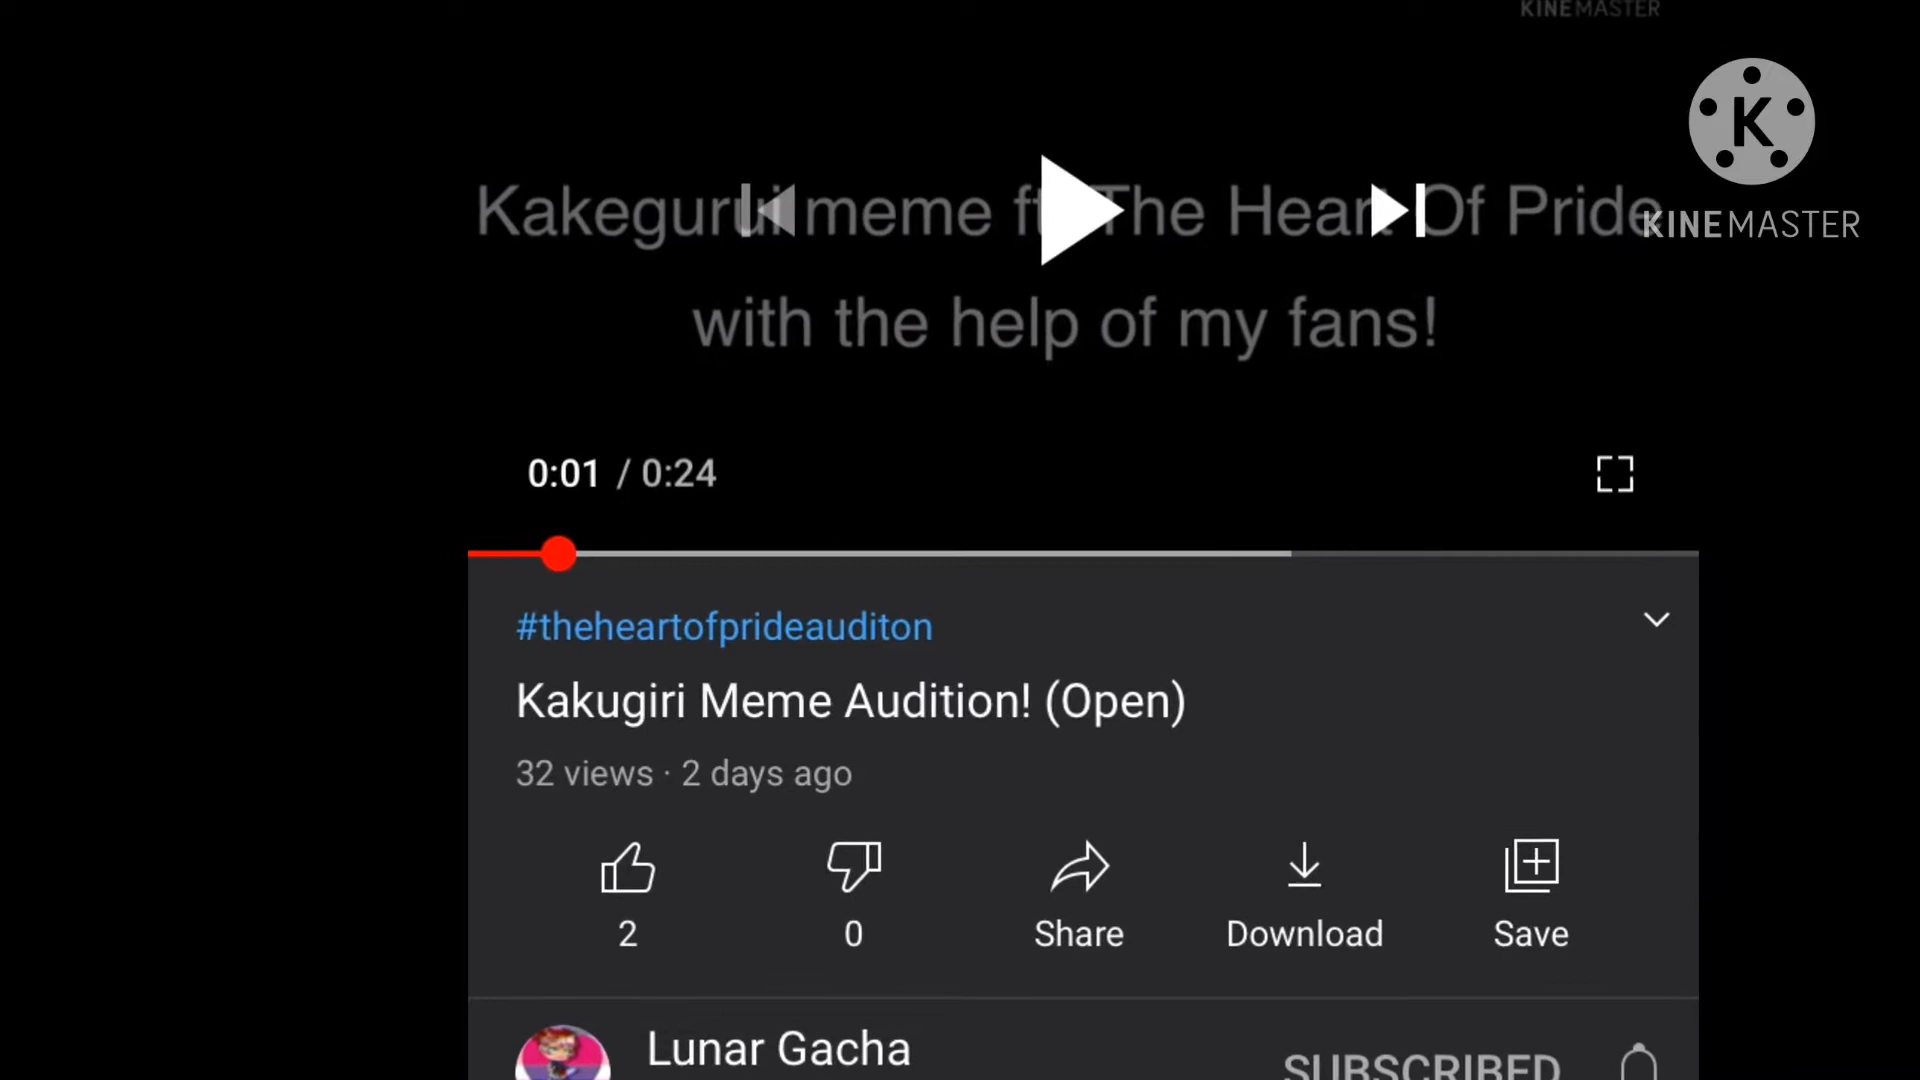 KINEMASTER
K
KINEMASTER
Kakegurui meme ft The Heart Of Pride
with the help of my fans!
0:01 / 0:24
#theheartofprideauditon
Kakugiri Meme Audition! (Open)
32 views · 2 days ago
2
0
Share
Download
Save
Lunar Gacha
SUBSCRIBED